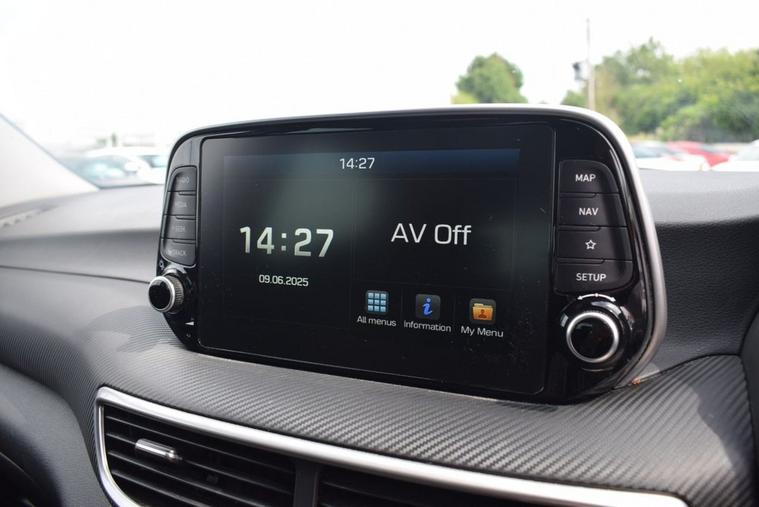 14:27
14:27
09.06.2025
AV Off
All menus
Information
My Menu
MAP
NAV
SETUP